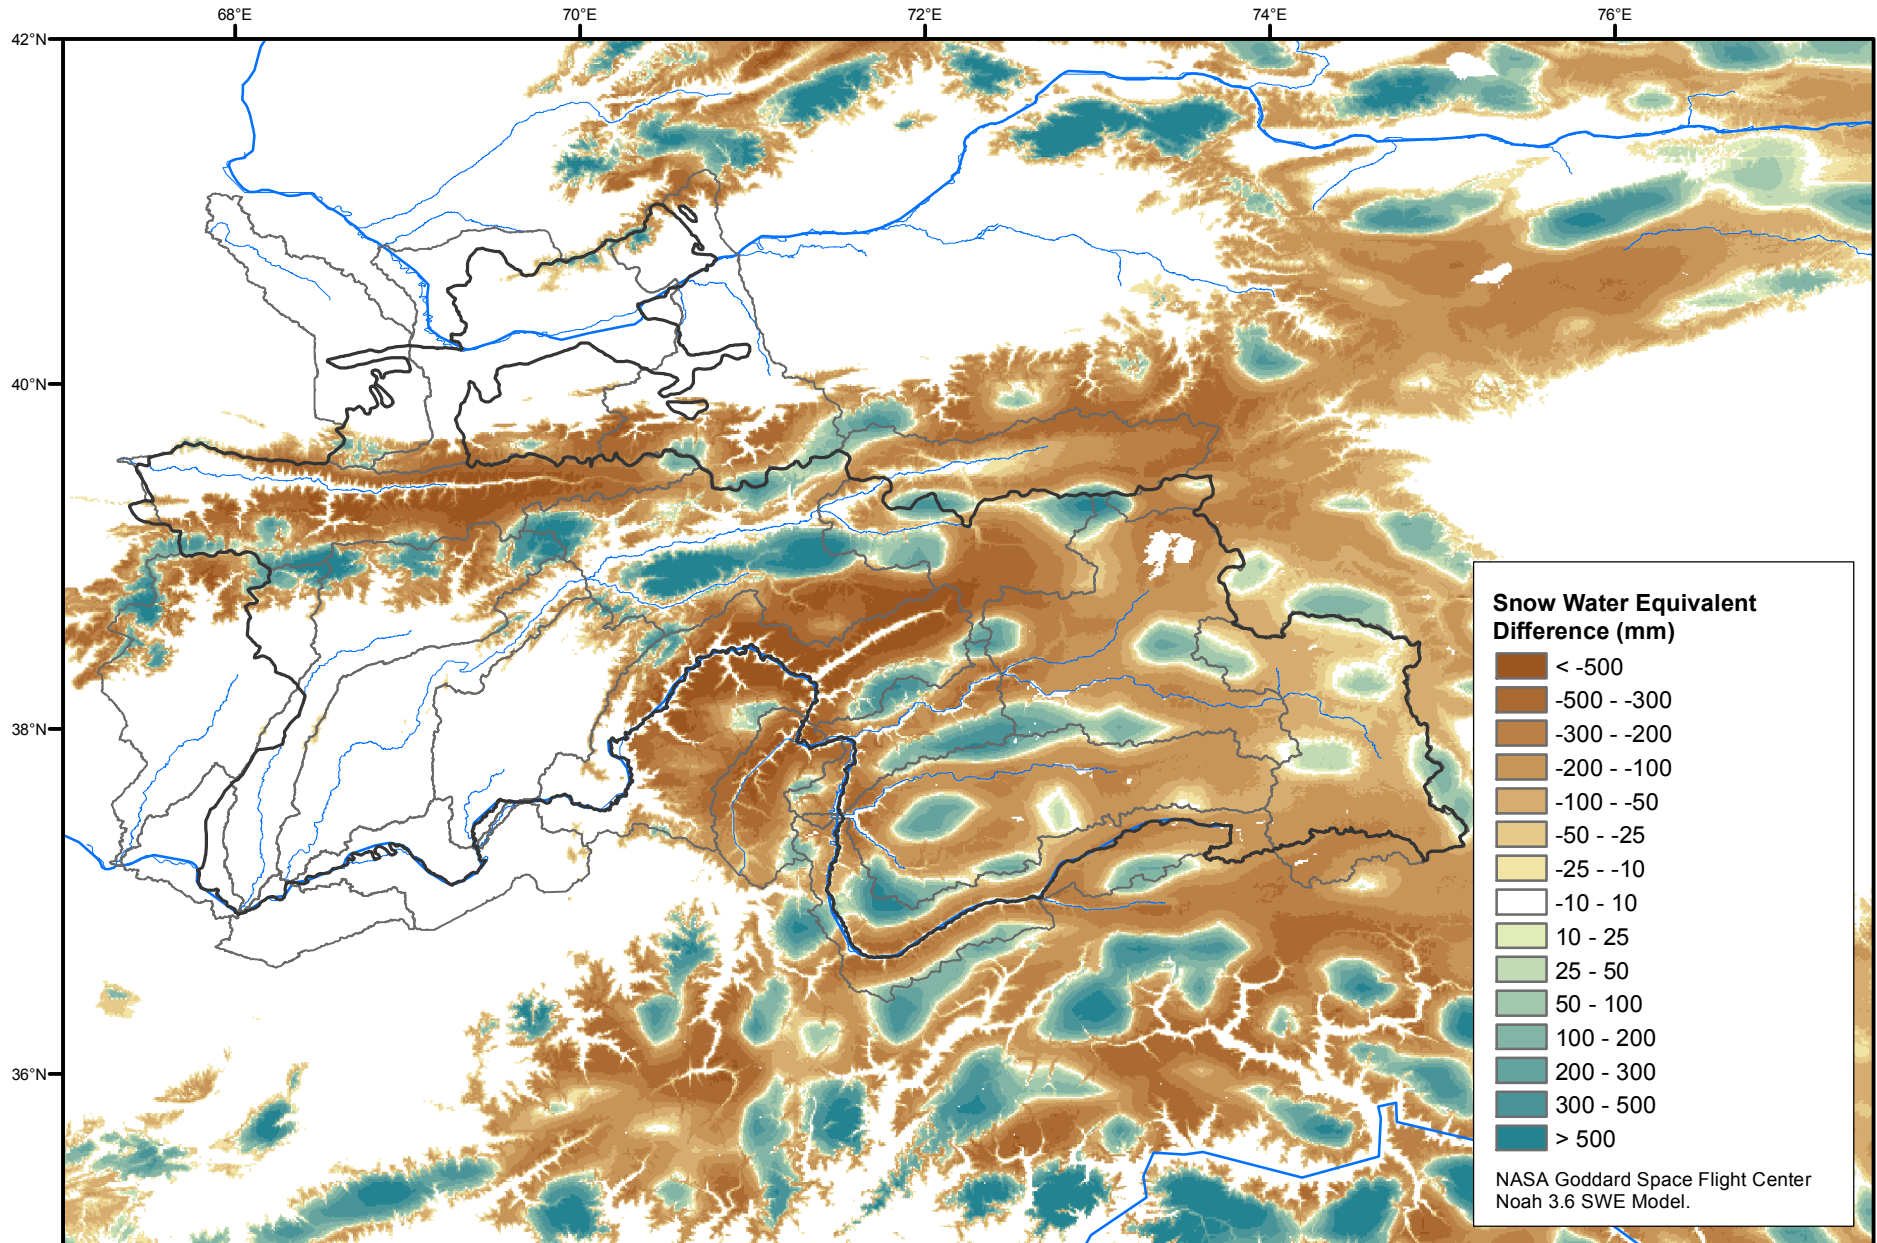 68°E
70°E
72°E
74°E
76°E
42°N
40°N
38°N
36°N
Snow Water Equivalent
Difference (mm)
< -500
-500 - -300
-300 - -200
-200 - -100
-100 - -50
-50 - -25
-25 - -10
-10 - 10
10 - 25
25 - 50
50 - 100
100 - 200
200 - 300
300 - 500
> 500
NASA Goddard Space Flight Center
Noah 3.6 SWE Model.